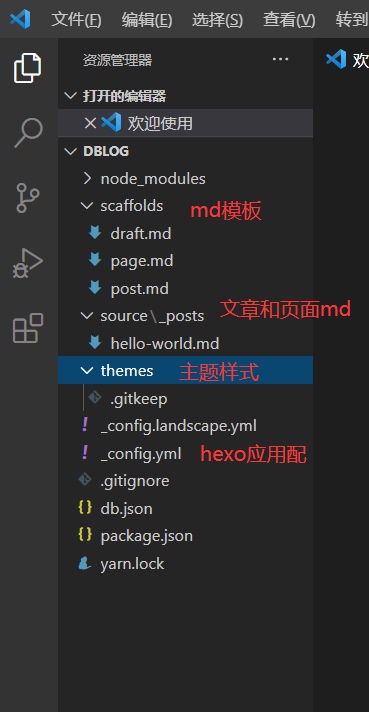 文件(F) 编辑(E) 选择(S) 查看(V) 转到
资源管理器 ···
欢
打开的编辑器
欢迎使用
DBLOG
node_modules
scaffolds md模板
draft.md
page.md
post.md
source\_posts 文章和页面md
hello-world.md
themes 主题样式
.gitkeep
_config.landscape.yml
_config.yml hexo应用配
.gitignore
db.json
package.json
yarn.lock